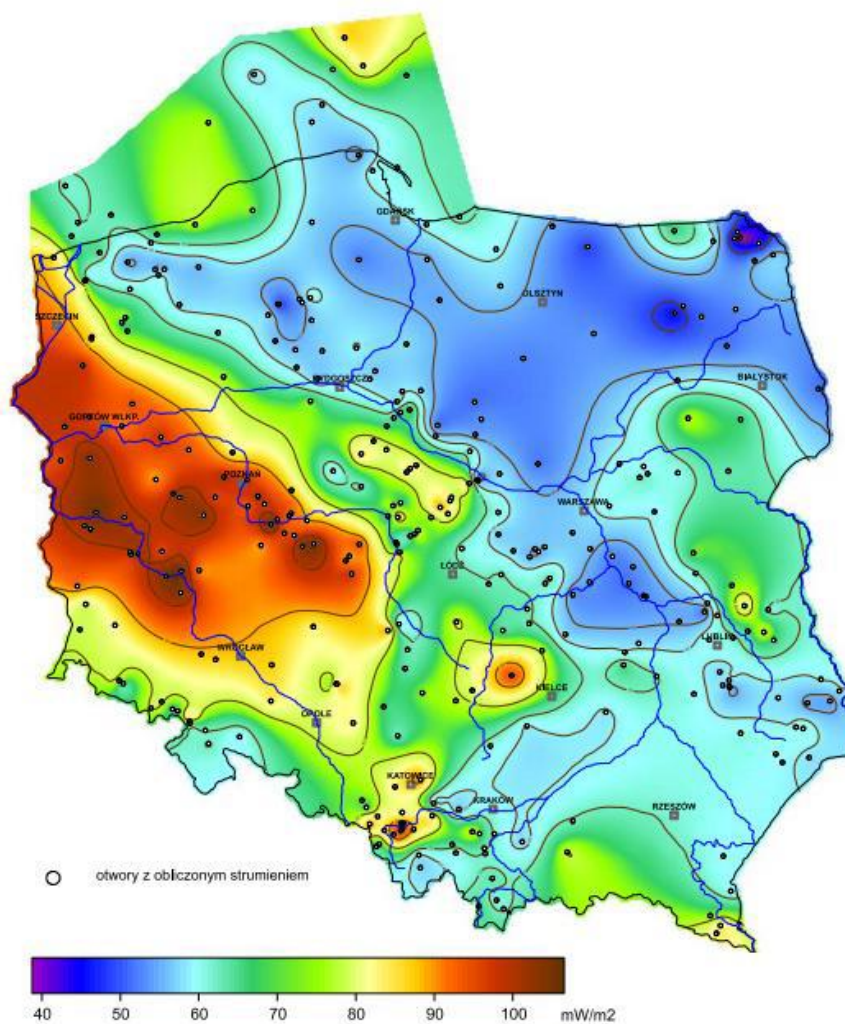 GDAŃSK
OLSZTYN
SZCZECIN
BYDGOSZCZ
BIAŁYSTOK
GORZÓW WLKP.
POZNAŃ
WARSZAWA
ŁÓDŹ
LUBLIN
WROCŁAW
KIELCE
OPOLE
KATOWICE
KRAKÓW
RZESZÓW
otwory z obliczonym strumieniem
40 50 60 70 80 90 100 mW/m2